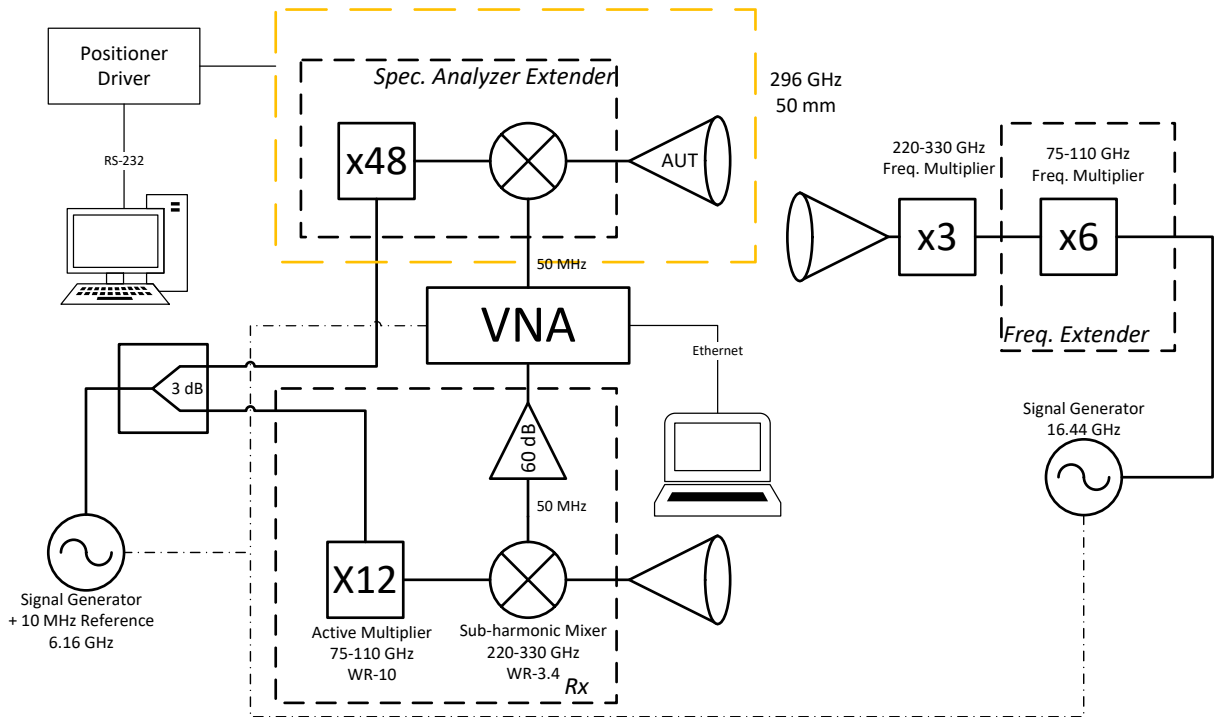 Positioner
Driver
RS-232
Spec. Analyzer Extender
x48
AUT
50 MHz
296 GHz
50 mm
220-330 GHz
Freq. Multiplier
x3
75-110 GHz
Freq. Multiplier
x6
Freq. Extender
VNA
Ethernet
3 dB
60 dB
50 MHz
Signal Generator
16.44 GHz
Signal Generator
+ 10 MHz Reference
6.16 GHz
X12
Active Multiplier
75-110 GHz
WR-10
Sub-harmonic Mixer
220-330 GHz
WR-3.4
Rx